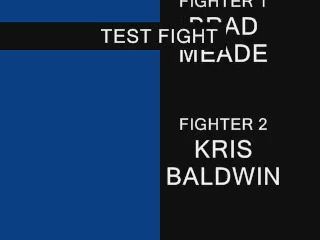 FIGHTER 1
TEST FIGHT
BRAD
MEADE
FIGHTER 2
KRIS
BALDWIN